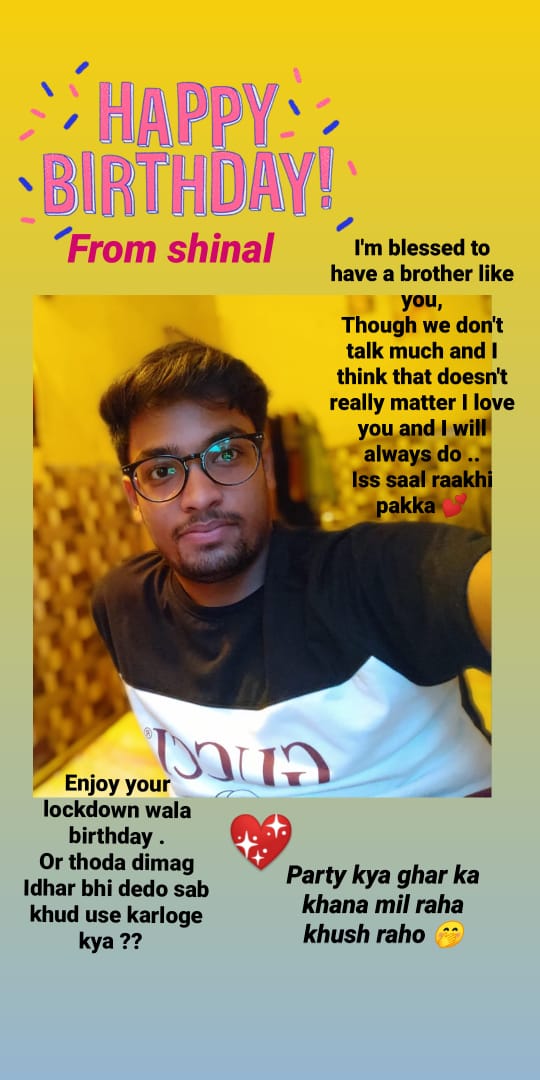 HAPPY
BIRTHDAY!
From shinal
I'm blessed to
have a brother like
you,
Though we don't
talk much and I
think that doesn't
really matter I love
you and I will
always do ..
Iss saal raakhi
pakka 💕
GUCCI
®
Enjoy your
lockdown wala
birthday .
Or thoda dimag
Idhar bhi dedo sab
khud use karloge
kya ??
Party kya ghar ka
khana mil raha
khush raho 🤭